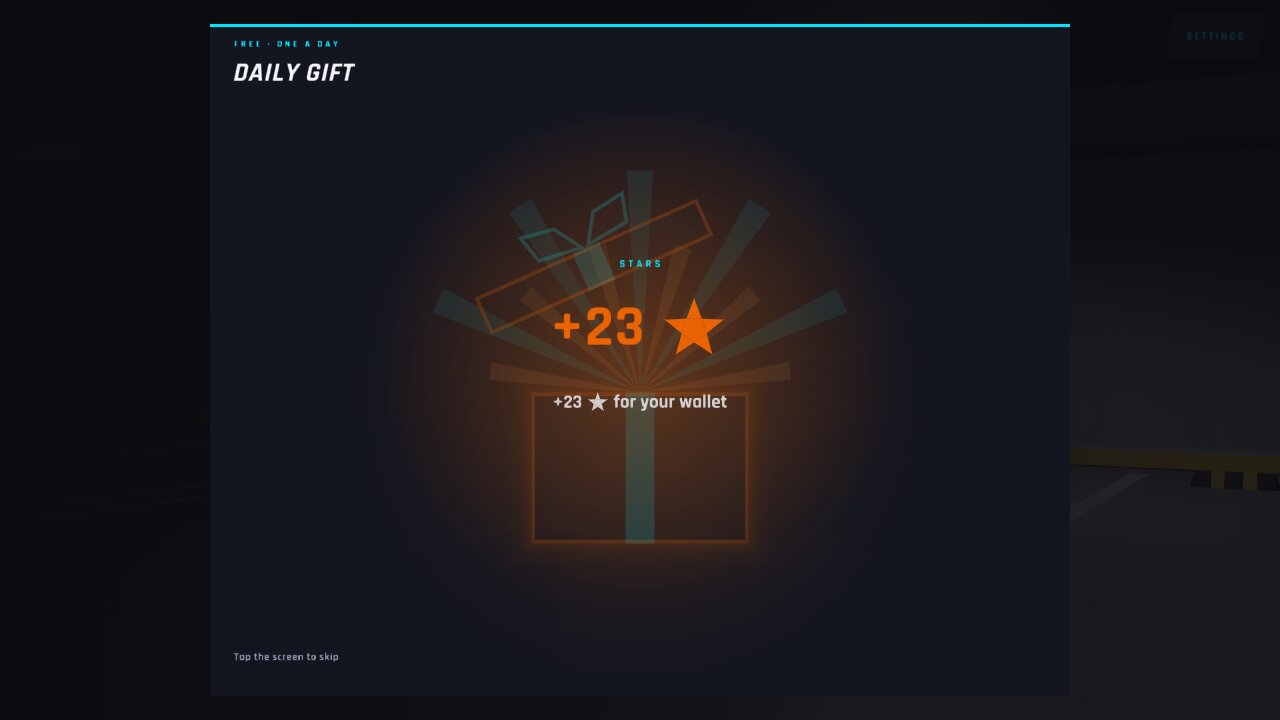 FREE · ONE A DAY
SETTINGS
DAILY GIFT
STARS
+23 ★
+23 ★ for your wallet
Tap the screen to skip